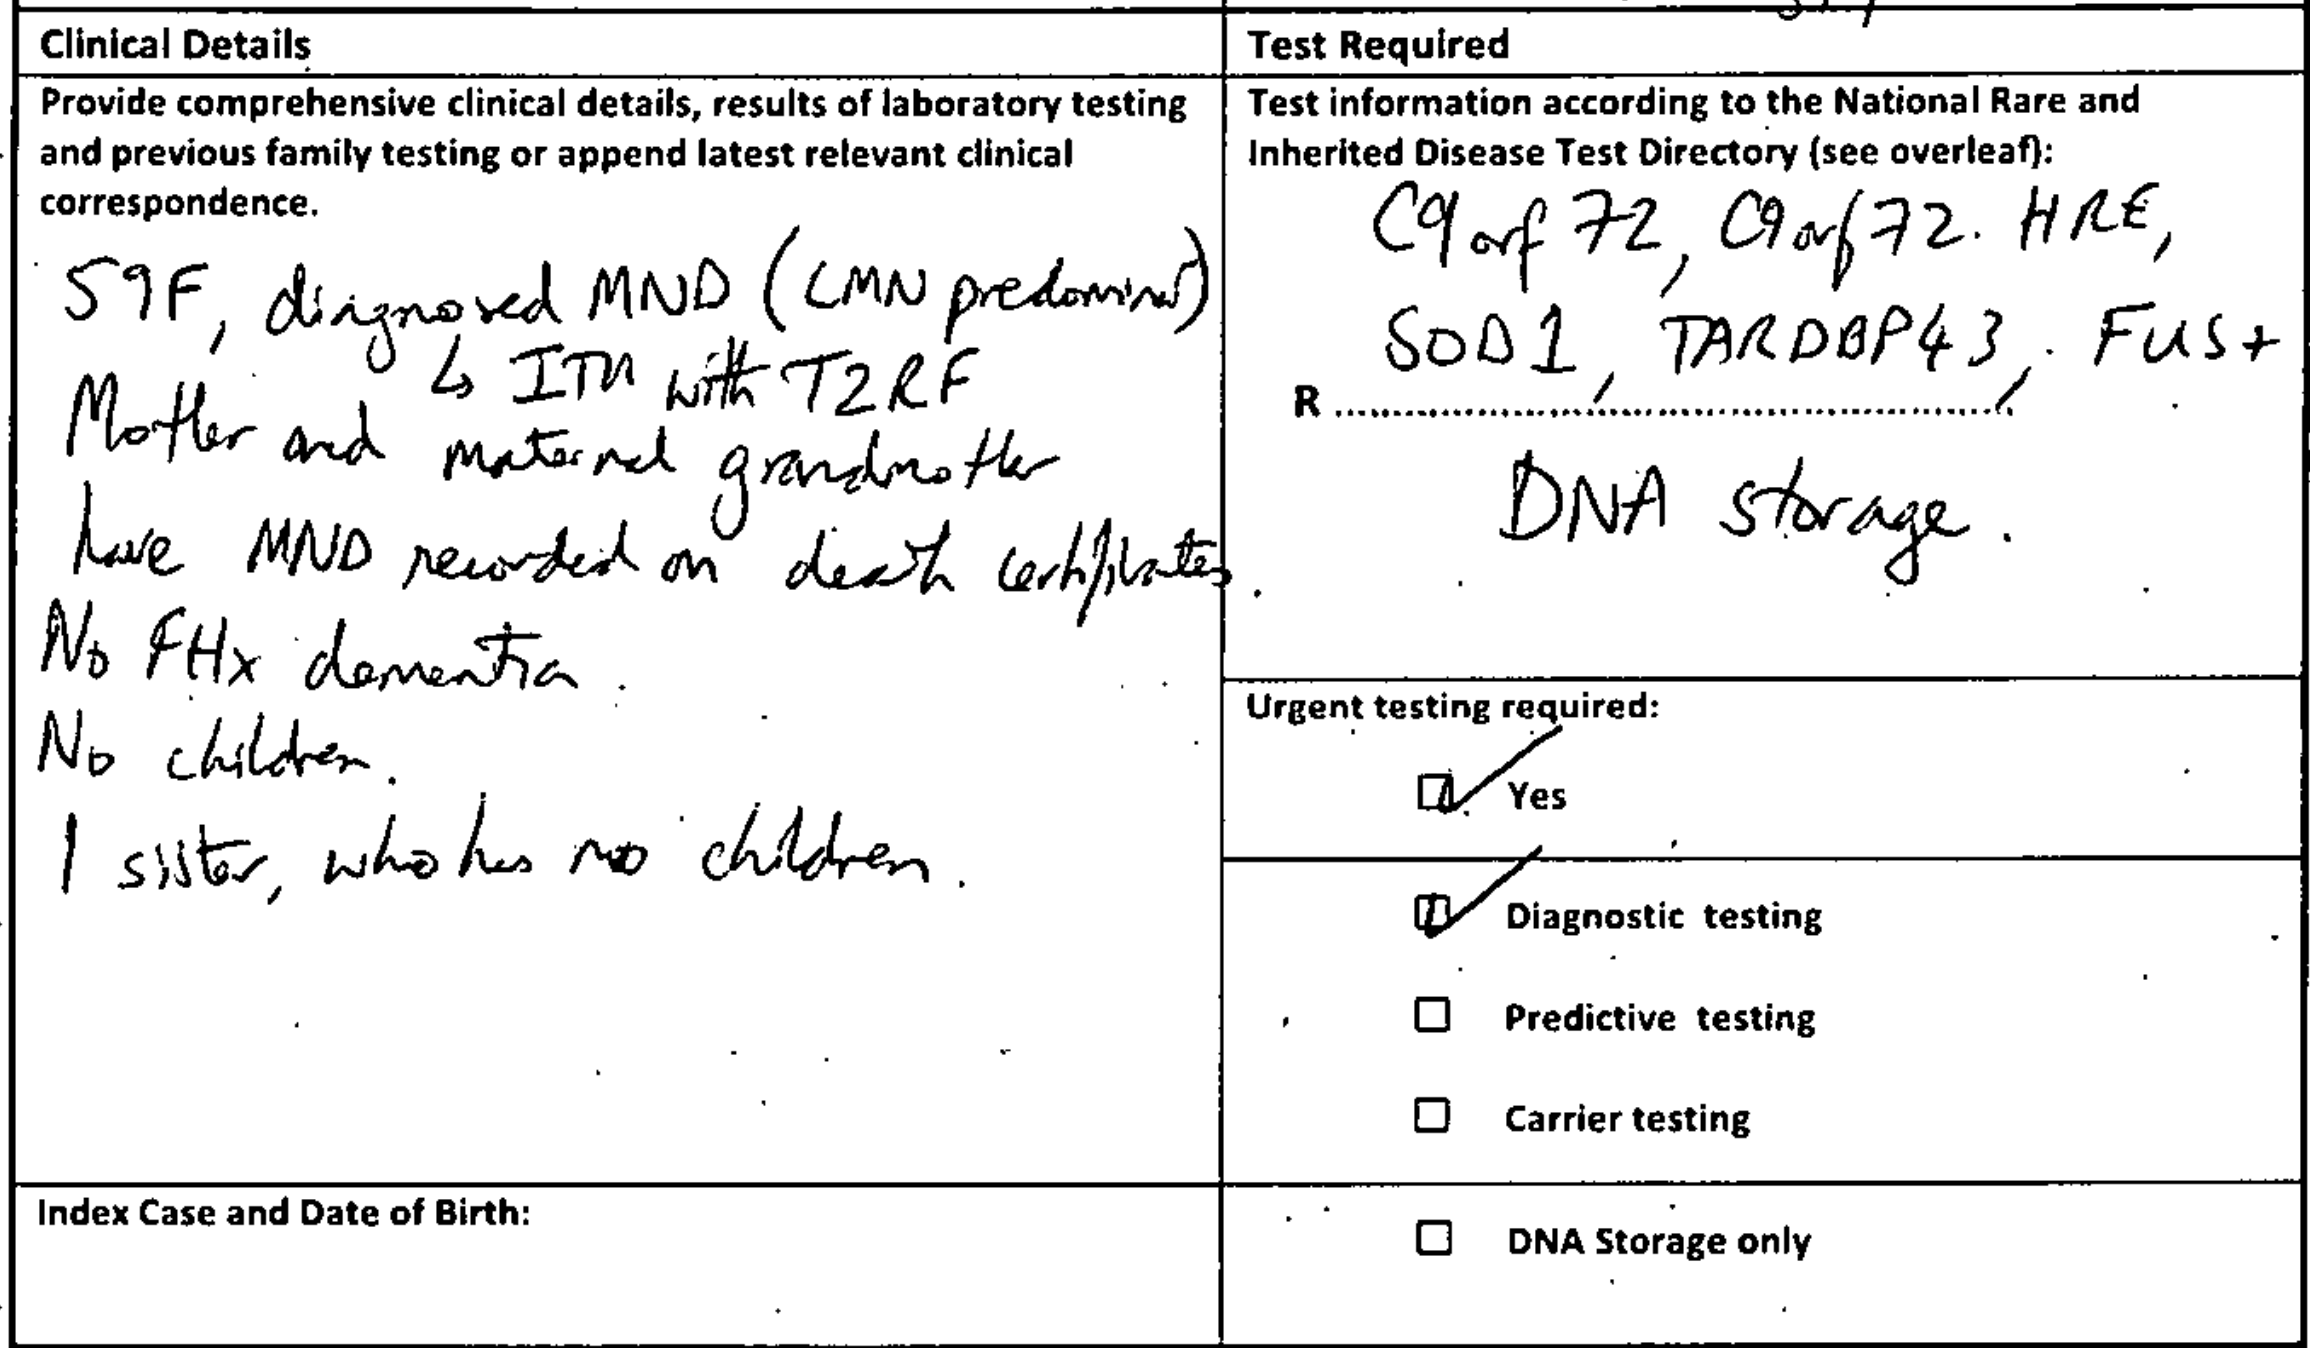 Clinical Details
Provide comprehensive clinical details, results of laboratory testing
and previous family testing or append latest relevant clinical
correspondence.
59F, diagnosed MND (LMN predominant)
↳ ITU with T2RF
Mother and maternal grandmother
have MND recorded on death certificates.
No FHx dementia.
No children.
1 sister, who has no children.
Index Case and Date of Birth:
Test Required
Test information according to the National Rare and
Inherited Disease Test Directory (see overleaf):
C9orf72, C9orf72. HRE,
SOD1, TARDBP43, FUS +
R
DNA storage.
Urgent testing required:
Yes
Diagnostic testing
Predictive testing
Carrier testing
DNA Storage only